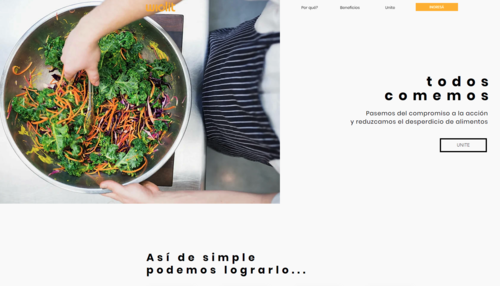 Por qué?
Beneficios
Unite
todos
comemos
Pasemos del compromiso a la acción
y reduzcamos el desperdicio de alimentos
UNITE
Así de simple
podemos lograrlo...